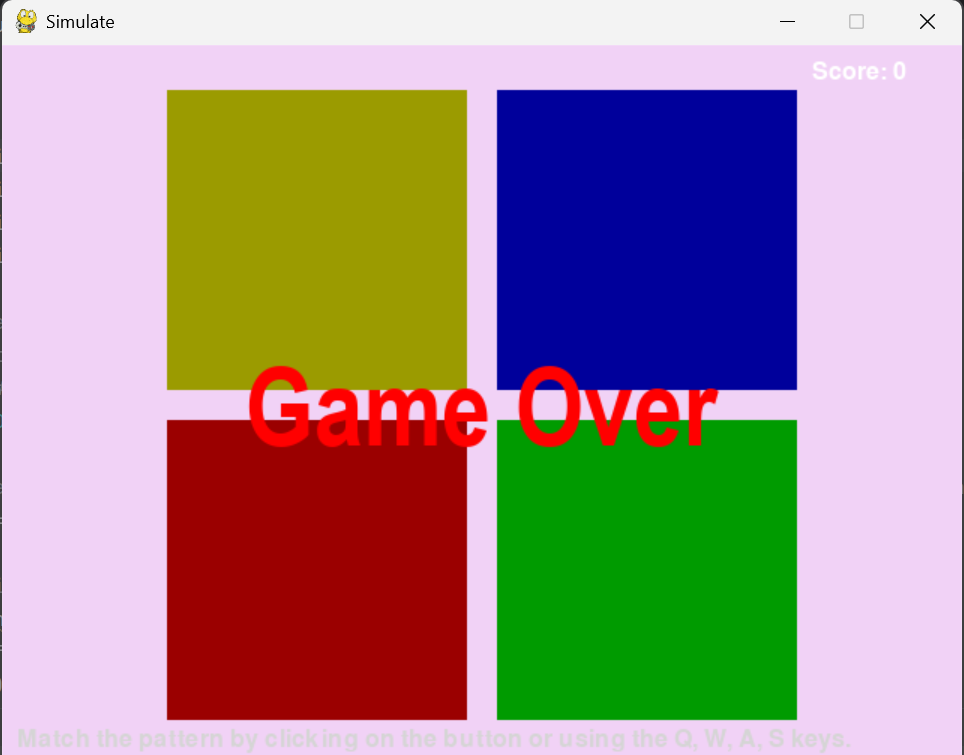 Simulate
Score: 0
Game Over
Match the pattern by clicking on the button or using the Q, W, A, S keys.